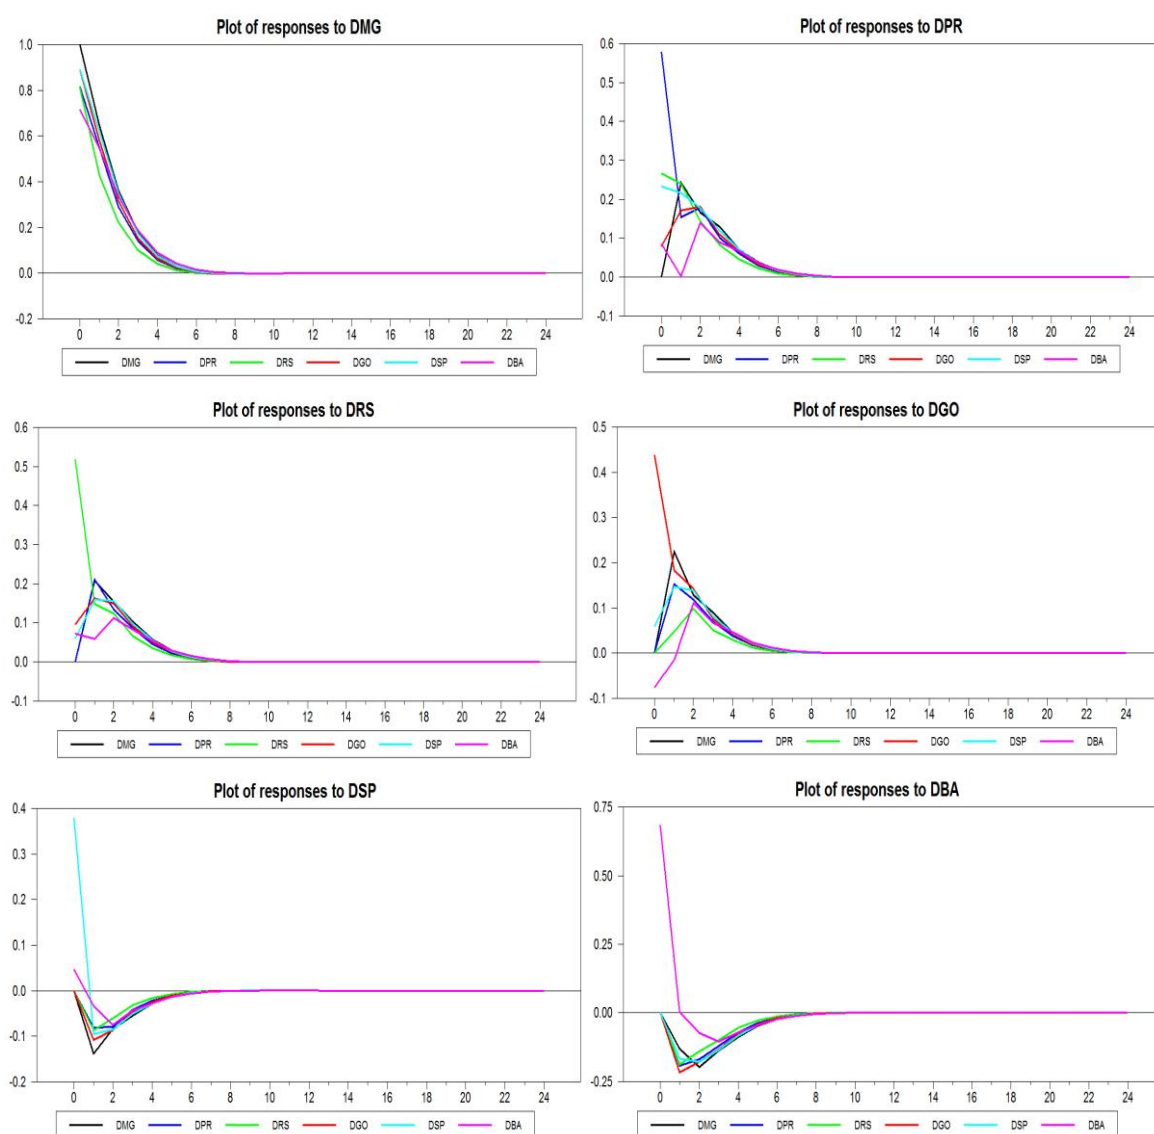 Plot of responses to DMG
1.0
0.8
0.6
0.4
0.2
0.0
-0.2
0 2 4 6 8 10 12 14 16 18 20 22 24
DMG DPR DRS DGO DSP DBA
Plot of responses to DPR
0.6
0.5
0.4
0.3
0.2
0.1
0.0
-0.1
0 2 4 6 8 10 12 14 16 18 20 22 24
DMG DPR DRS DGO DSP DBA
Plot of responses to DRS
0.6
0.5
0.4
0.3
0.2
0.1
0.0
-0.1
0 2 4 6 8 10 12 14 16 18 20 22 24
DMG DPR DRS DGO DSP DBA
Plot of responses to DGO
0.5
0.4
0.3
0.2
0.1
0.0
-0.1
0 2 4 6 8 10 12 14 16 18 20 22 24
DMG DPR DRS DGO DSP DBA
Plot of responses to DSP
0.4
0.3
0.2
0.1
0.0
-0.1
-0.2
0 2 4 6 8 10 12 14 16 18 20 22 24
DMG DPR DRS DGO DSP DBA
Plot of responses to DBA
0.75
0.50
0.25
0.00
-0.25
0 2 4 6 8 10 12 14 16 18 20 22 24
DMG DPR DRS DGO DSP DBA